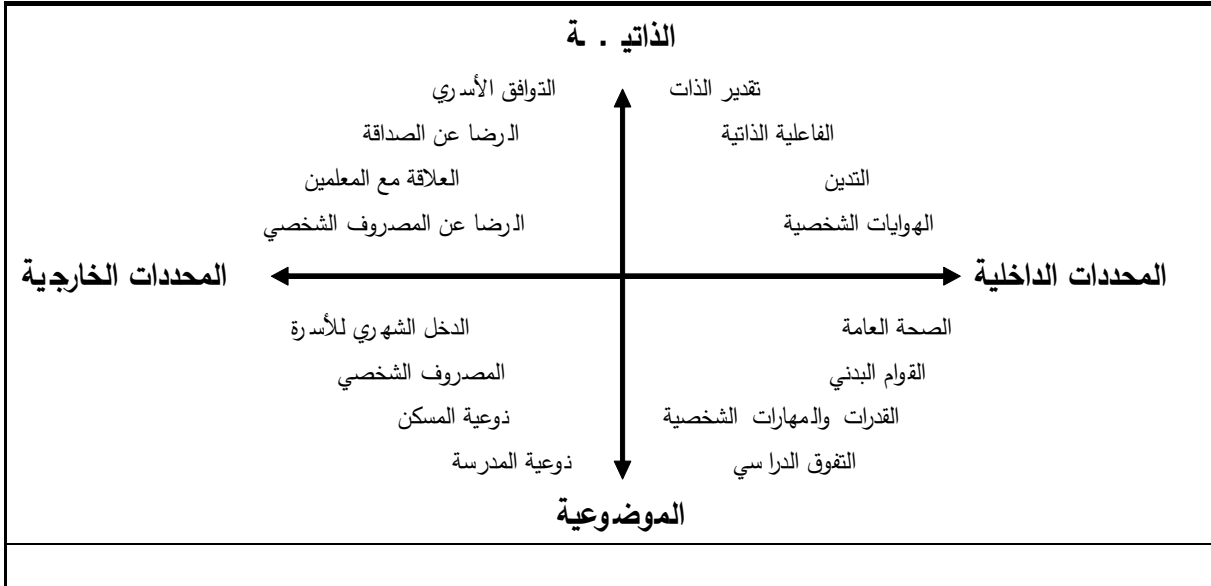 الذاتيـ . ـة
تقدير الذات
التوافق الأسري
الفاعلية الذاتية
الرضا عن الصداقة
التدين
العلاقة مع المعلمين
الهوايات الشخصية
الرضا عن المصروف الشخصي
المحددات الداخلية
المحددات الخارجية
الصحة العامة
الدخل الشهري للأسرة
القوام البدني
المصروف الشخصي
القدرات والمهارات الشخصية
نوعية المسكن
التفوق الدراسي
نوعية المدرسة
الموضوعية